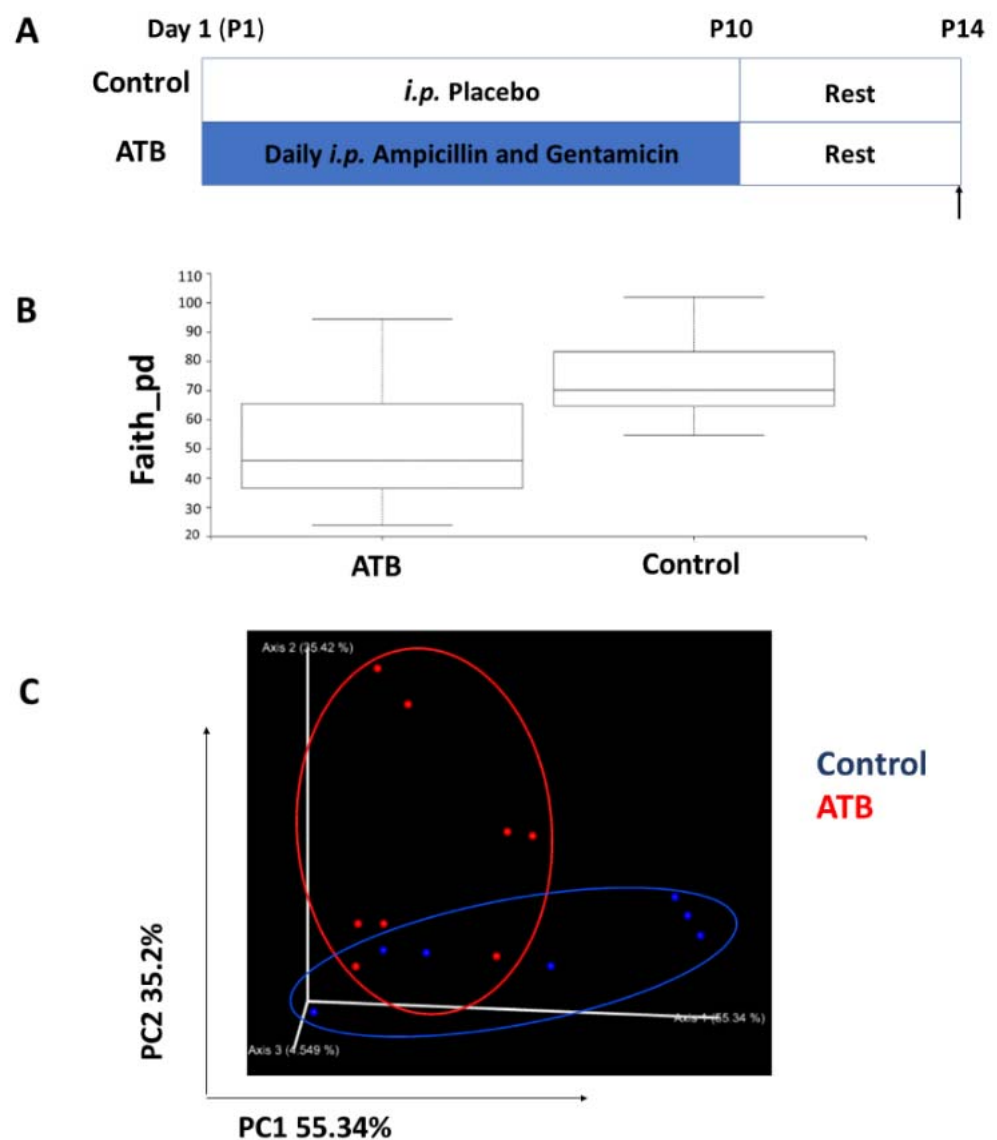 A
Day 1 (P1) P10 P14
Control i.p. Placebo Rest
ATB Daily i.p. Ampicillin and Gentamicin Rest
B
Faith_pd
110
100
90
80
70
60
50
40
30
20
ATB Control
C
Axis 2 (35.42 %)
Control
ATB
PC2 35.2%
Axis 1 (55.34 %)
Axis 3 (4.549 %)
PC1 55.34%